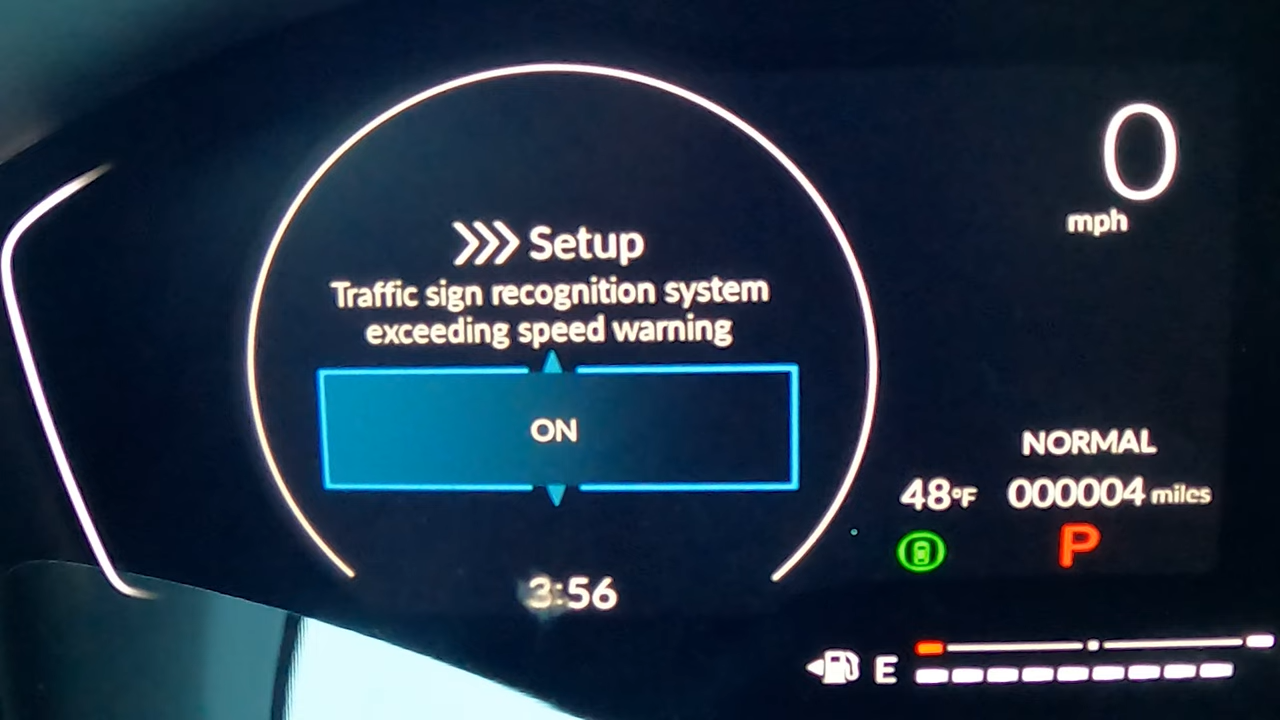 0
mph
>>> Setup
Traffic sign recognition system
exceeding speed warning
ON
NORMAL
48°F 000004 miles
P
3:56
E